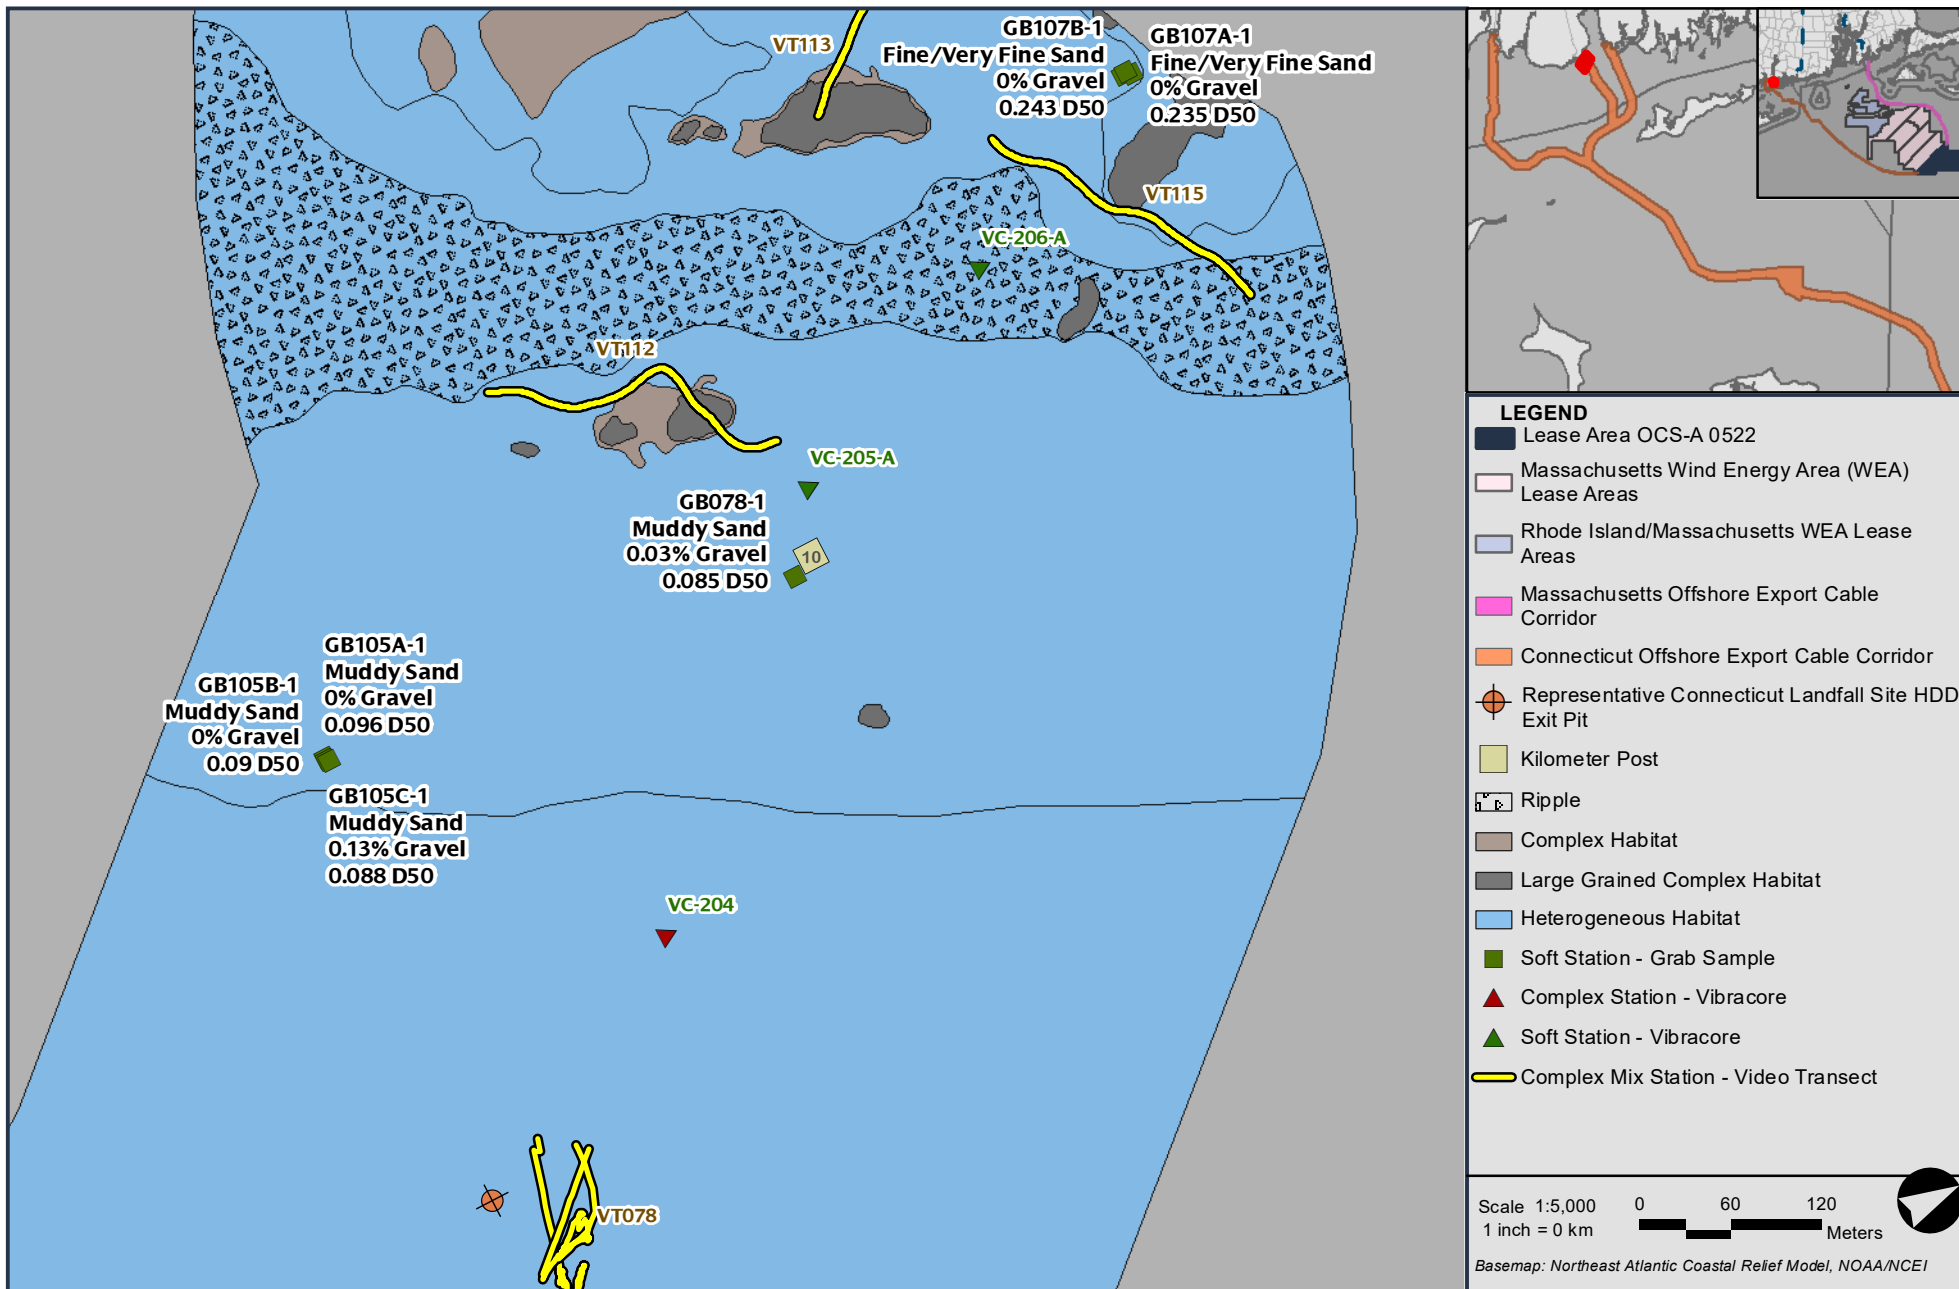 VT113
GB107B-1
Fine/Very Fine Sand
0% Gravel
0.243 D50
GB107A-1
Fine/Very Fine Sand
0% Gravel
0.235 D50
VT115
VC-206-A
VT112
VC-205-A
GB078-1
Muddy Sand
0.03% Gravel
0.085 D50
10
GB105A-1
Muddy Sand
0% Gravel
0.096 D50
GB105B-1
Muddy Sand
0% Gravel
0.09 D50
GB105C-1
Muddy Sand
0.13% Gravel
0.088 D50
VC-204
VT078
LEGEND
Lease Area OCS-A 0522
Massachusetts Wind Energy Area (WEA)
Lease Areas
Rhode Island/Massachusetts WEA Lease
Areas
Massachusetts Offshore Export Cable
Corridor
Connecticut Offshore Export Cable Corridor
Representative Connecticut Landfall Site HDD
Exit Pit
Kilometer Post
Ripple
Complex Habitat
Large Grained Complex Habitat
Heterogeneous Habitat
Soft Station - Grab Sample
Complex Station - Vibracore
Soft Station - Vibracore
Complex Mix Station - Video Transect
Scale 1:5,000
1 inch = 0 km
0 60 120
Meters
Basemap: Northeast Atlantic Coastal Relief Model, NOAA/NCEI